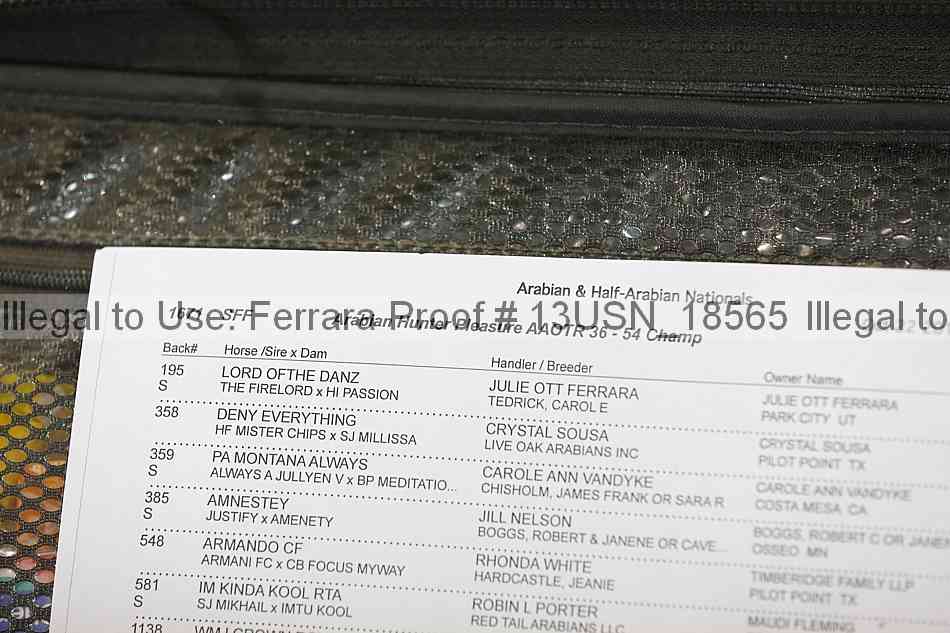 Arabian & Half-Arabian Nationals
Illegal to Use: Ferrara Proof # 13USN_18565 Illegal to
1671 SFF Arabian Hunter Pleasure AAOTR 36 - 54 Champ
Back# Horse /Sire x Dam Handler / Breeder Owner Name
195 LORD OFTHE DANZ JULIE OTT FERRARA JULIE OTT FERRARA
S THE FIRELORD x HI PASSION TEDRICK, CAROL E PARK CITY UT
358 DENY EVERYTHING CRYSTAL SOUSA CRYSTAL SOUSA
HF MISTER CHIPS x SJ MILLISSA LIVE OAK ARABIANS INC PILOT POINT TX
359 PA MONTANA ALWAYS CAROLE ANN VANDYKE CAROLE ANN VANDYKE
S ALWAYS A JULLYEN V x BP MEDITATIO... CHISHOLM, JAMES FRANK OR SARA R COSTA MESA CA
385 AMNESTEY JILL NELSON BOGGS, ROBERT C OR JANEN
S JUSTIFY x AMENETY BOGGS, ROBERT & JANENE OR CAVE... OSSEO MN
548 ARMANDO CF RHONDA WHITE TIMBERIDGE FAMILY LLP
ARMANI FC x CB FOCUS MYWAY HARDCASTLE, JEANIE PILOT POINT TX
581 IM KINDA KOOL RTA ROBIN L PORTER MAUDI FLEMING
S SJ MIKHAIL x IMTU KOOL RED TAIL ARABIANS LLC
1138